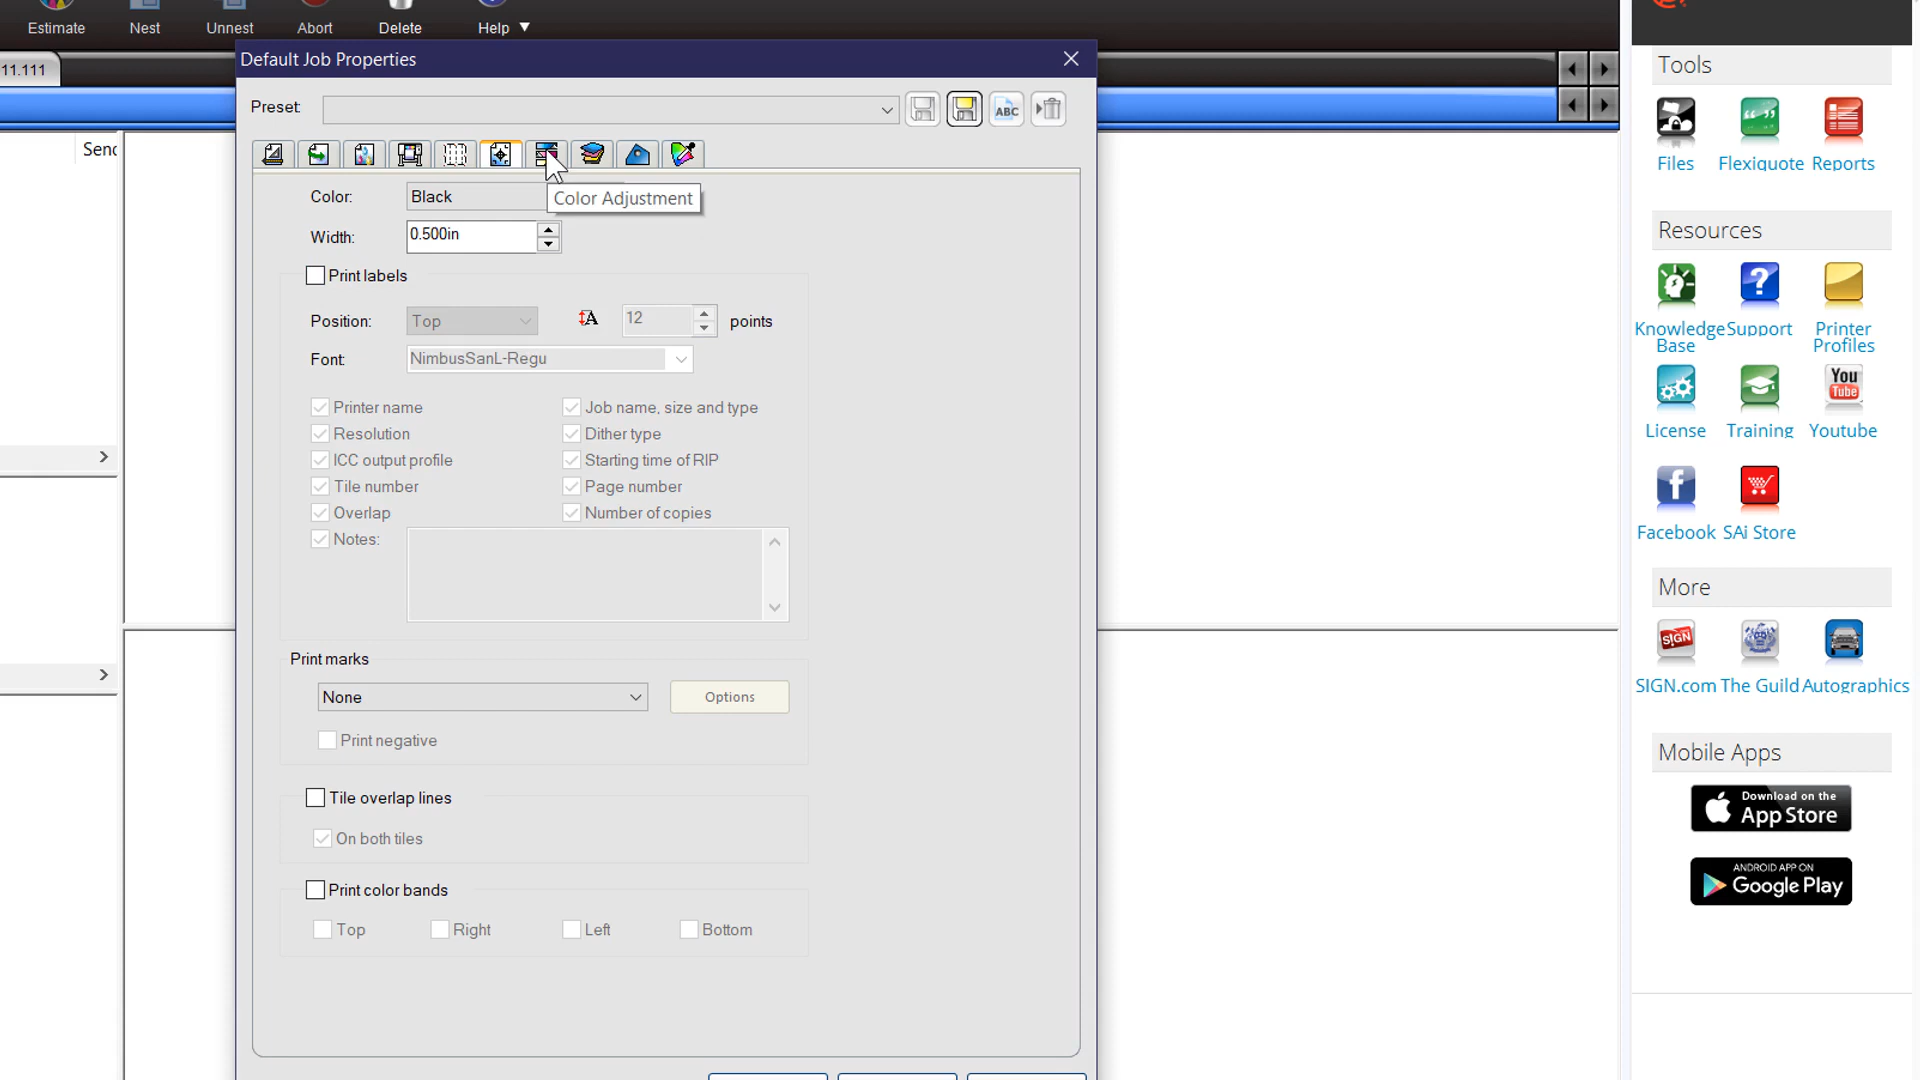 Estimate Nest Unnest Abort Delete Help
11.111
Default Job Properties
Preset:
ABC
Send
Color: Black
Color Adjustment
Width: 0.500in
Print labels
Position: Top A 12 points
Font: NimbusSanL-Regu
Printer name Job name, size and type
Resolution Dither type
ICC output profile Starting time of RIP
Tile number Page number
Overlap Number of copies
Notes:
Print marks
None Options
Print negative
Tile overlap lines
On both tiles
Print color bands
Top Right Left Bottom
Tools
Files Flexiquote Reports
Resources
Knowledge Base Support Printer Profiles
You Tube
License Training Youtube
Facebook SAi Store
More
SIGN
SIGN.com The Guild Autographics
Mobile Apps
Download on the
App Store
ANDROID APP ON
Google Play